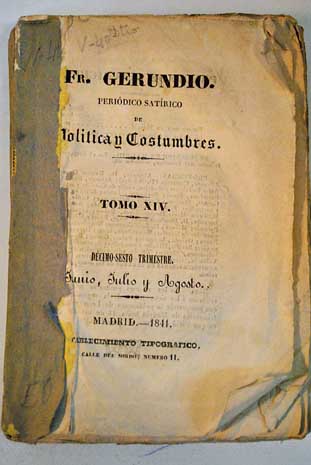 FR. GERUNDIO.
PERIÓDICO SATÍRICO
DE
Política y Costumbres.
TOMO XIV.
DÉCIMO-SESTO TRIMESTRE.
Junio, Julio y Agosto.
MADRID.—1841.
TABLECIMIENTO TIPOGRÁFICO,
CALLE DEL SORDO, NUMERO 11.